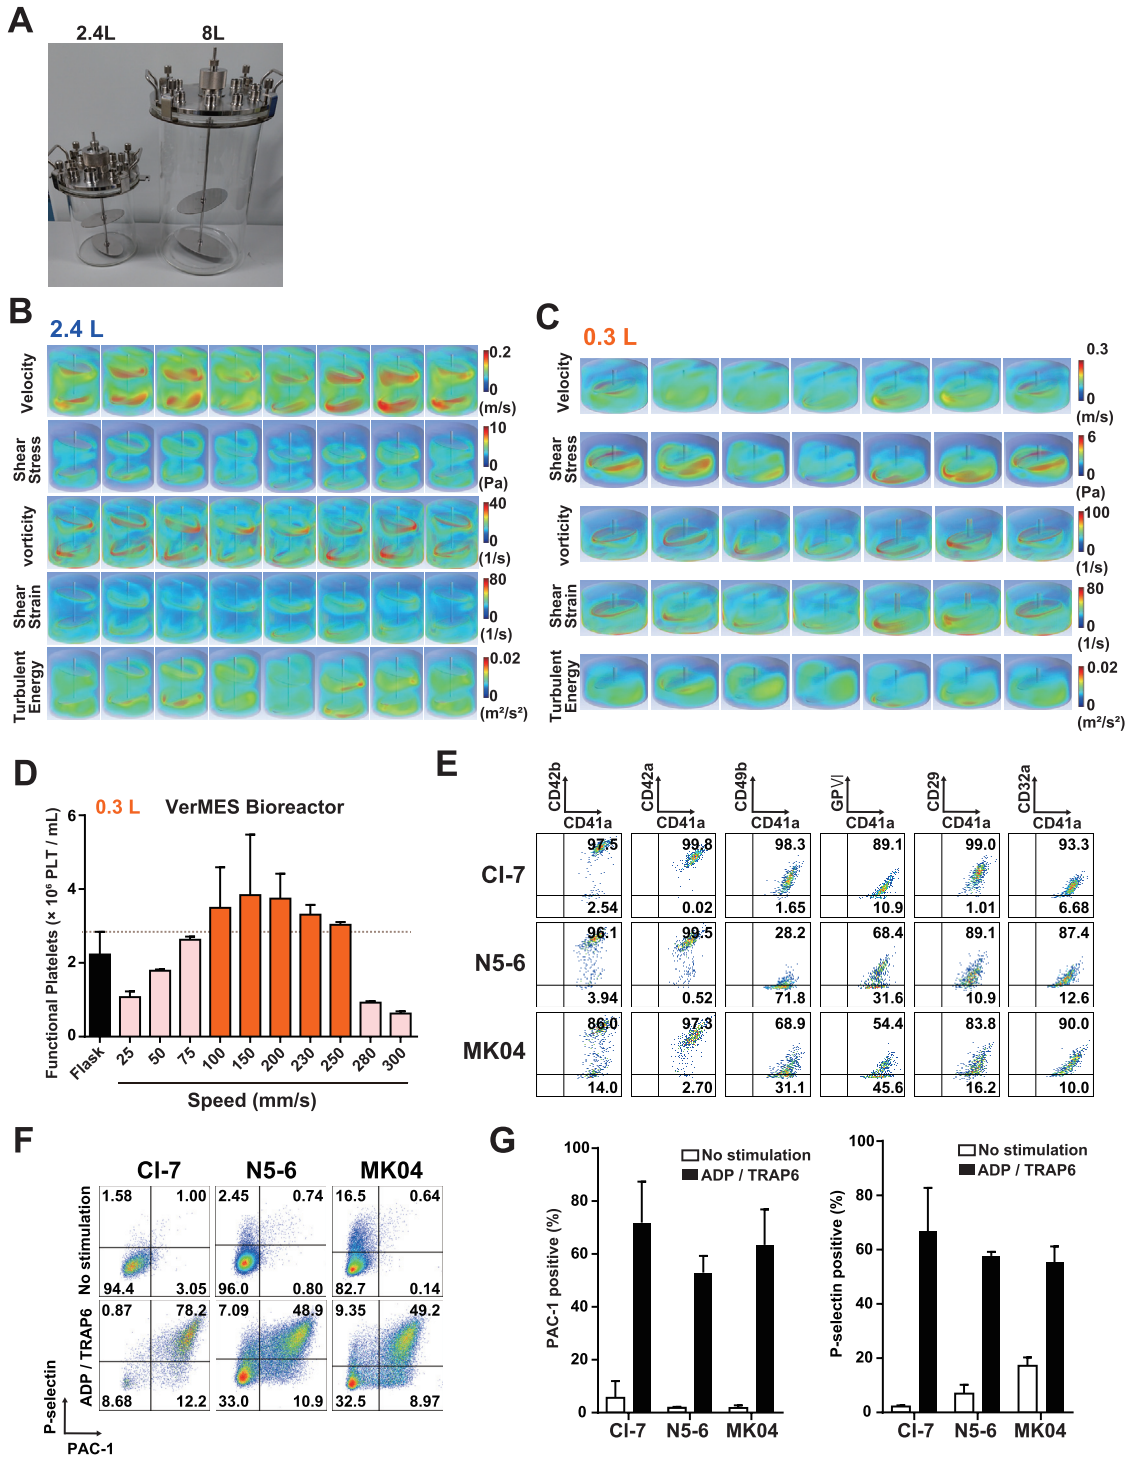 A
2.4L 8L
B
2.4 L
Velocity
0.2
0
(m/s)
Shear
Stress
10
0
(Pa)
vorticity
40
0
(1/s)
Shear
Strain
80
0
(1/s)
Turbulent
Energy
0.02
0
(m²/s²)
C
0.3 L
Velocity
0.3
0
(m/s)
Shear
Stress
6
0
(Pa)
vorticity
100
0
(1/s)
Shear
Strain
80
0
(1/s)
Turbulent
Energy
0.02
0
(m²/s²)
D
0.3 L VerMES Bioreactor
Functional Platelets (× 10⁶ PLT / mL)
6
4
2
0
Flask 25 50 75 100 150 200 230 250 280 300
Speed (mm/s)
E
CD42b CD42a CD49b GPVI CD29 CD32a
CD41a CD41a CD41a CD41a CD41a CD41a
CI-7
97.5 99.8 98.3 89.1 99.0 93.3
2.54 0.02 1.65 10.9 1.01 6.68
N5-6
96.1 99.5 28.2 68.4 89.1 87.4
3.94 0.52 71.8 31.6 10.9 12.6
MK04
86.0 97.3 68.9 54.4 83.8 90.0
14.0 2.70 31.1 45.6 16.2 10.0
F
CI-7 N5-6 MK04
No stimulation
1.58 1.00 2.45 0.74 16.5 0.64
94.4 3.05 96.0 0.80 82.7 0.14
ADP / TRAP6
0.87 78.2 7.09 48.9 9.35 49.2
8.68 12.2 33.0 10.9 32.5 8.97
P-selectin
PAC-1
G
PAC-1 positive (%)
100
80
60
40
20
0
No stimulation
ADP / TRAP6
CI-7 N5-6 MK04
P-selectin positive (%)
100
80
60
40
20
0
No stimulation
ADP / TRAP6
CI-7 N5-6 MK04